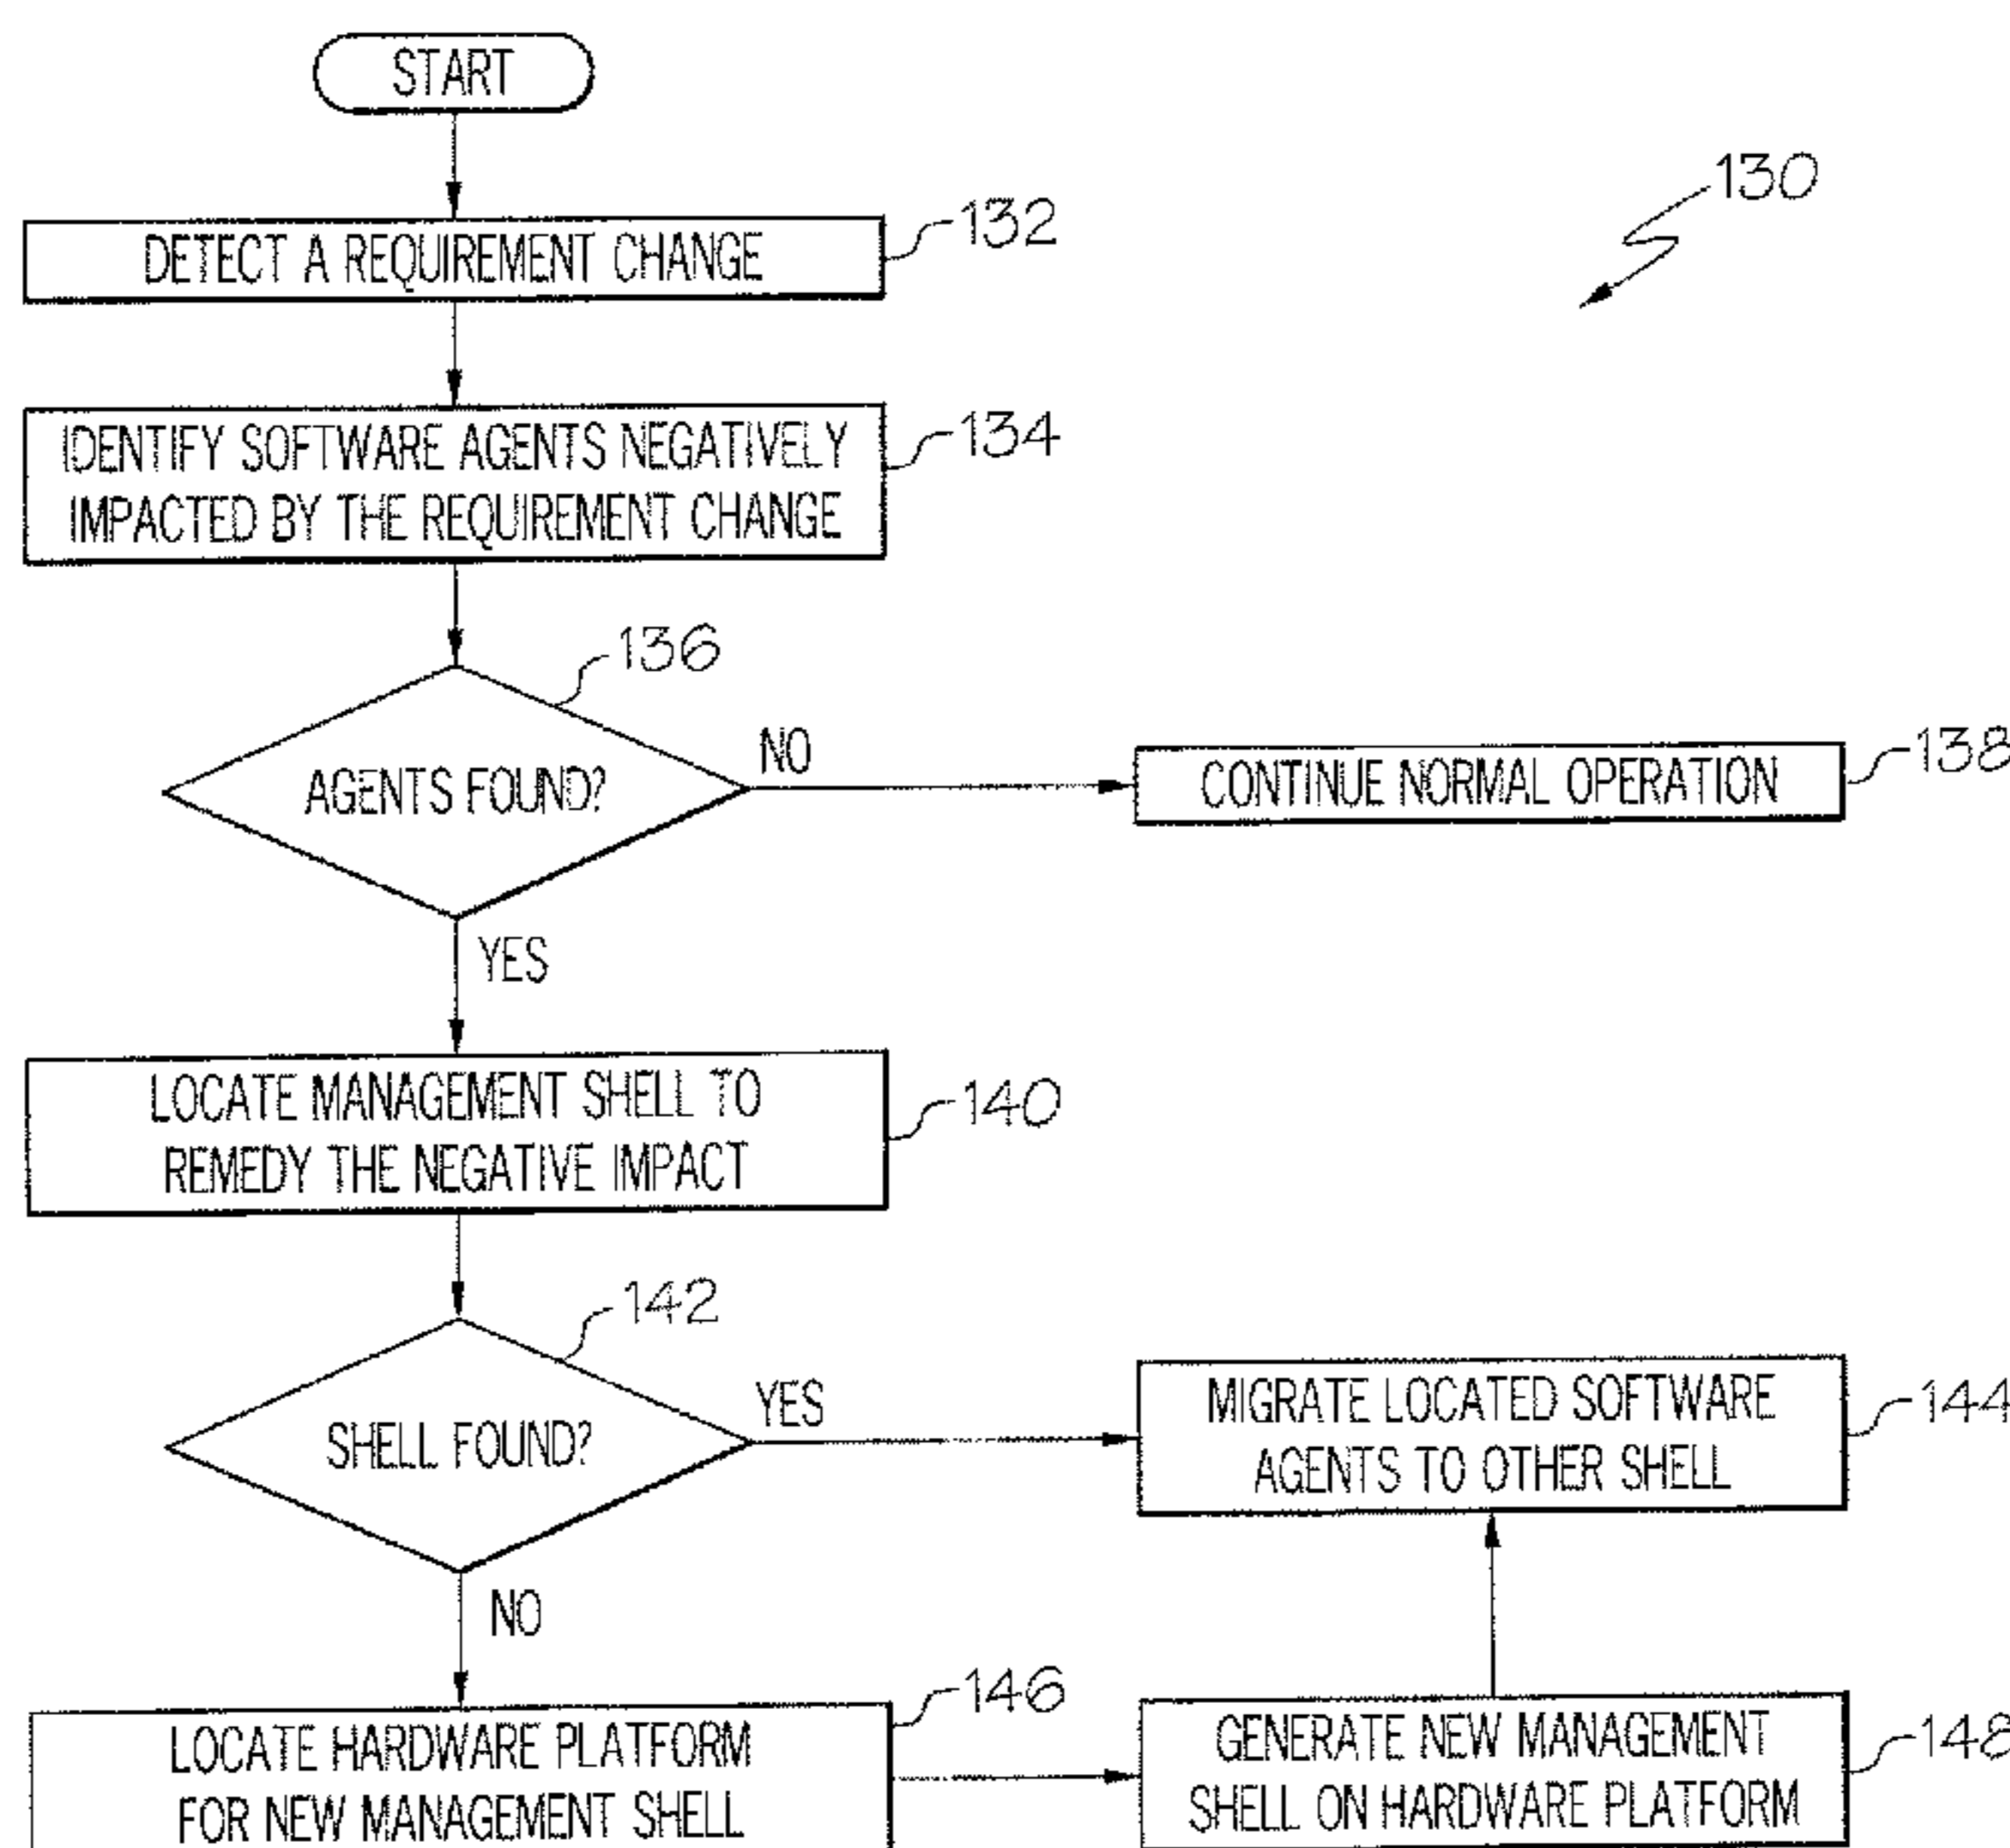 START
130
DETECT A REQUIREMENT CHANGE
132
IDENTIFY SOFTWARE AGENTS NEGATIVELY
IMPACTED BY THE REQUIREMENT CHANGE
134
136
AGENTS FOUND?
NO
CONTINUE NORMAL OPERATION
138
YES
LOCATE MANAGEMENT SHELL TO
REMEDY THE NEGATIVE IMPACT
140
142
SHELL FOUND?
YES
MIGRATE LOCATED SOFTWARE
AGENTS TO OTHER SHELL
144
NO
LOCATE HARDWARE PLATFORM
FOR NEW MANAGEMENT SHELL
146
GENERATE NEW MANAGEMENT
SHELL ON HARDWARE PLATFORM
148